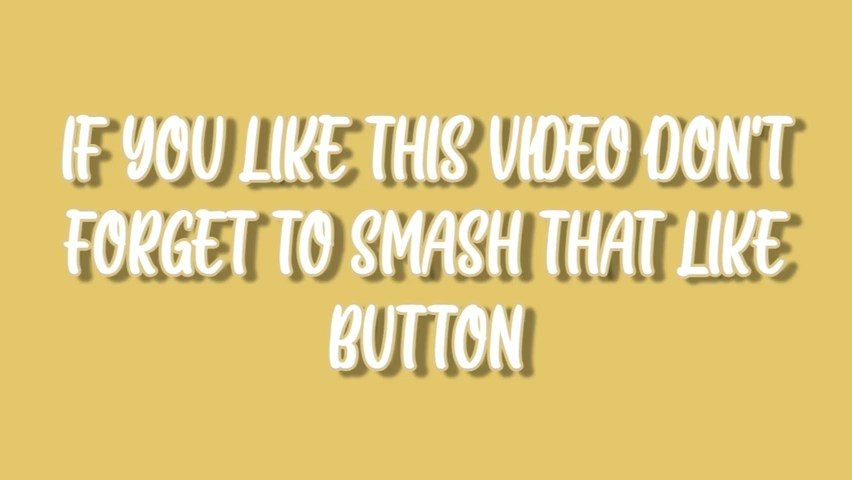 IF YOU LIKE THIS VIDEO DON'T
FORGET TO SMASH THAT LIKE
BUTTON